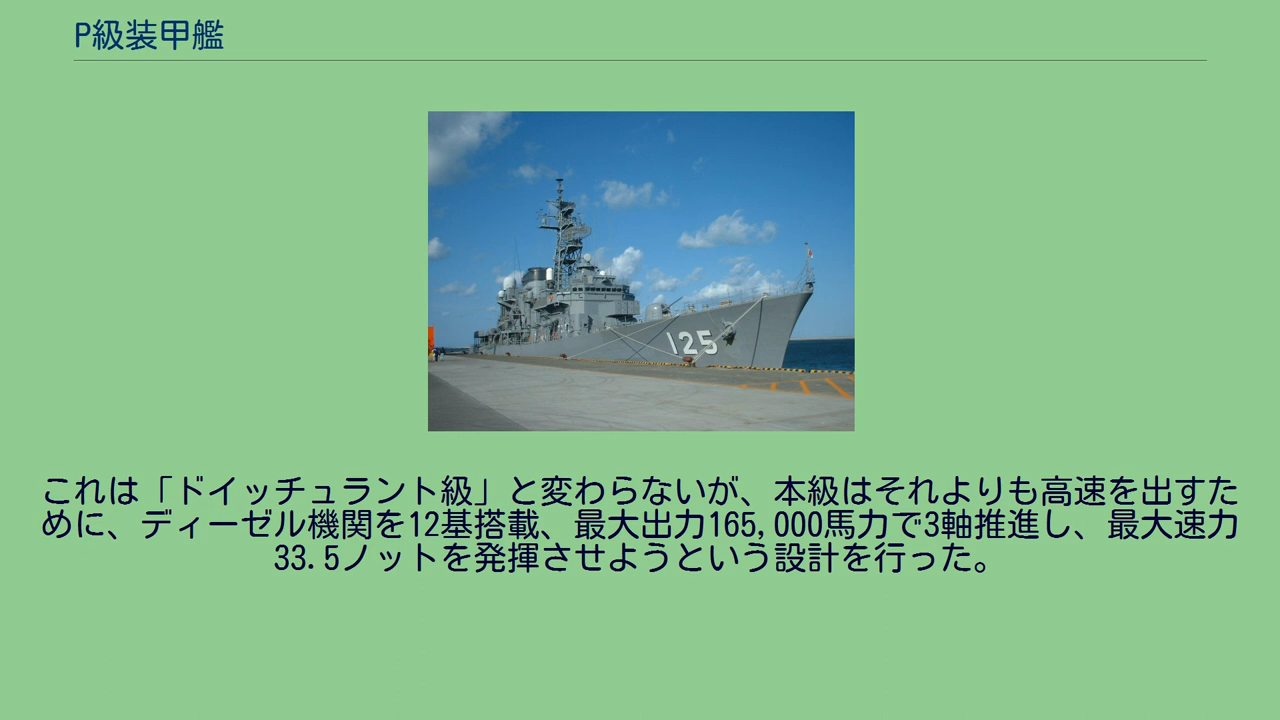 P級装甲艦
125
これは「ドイッチュラント級」と変わらないが、本級はそれよりも高速を出すた
めに、ディーゼル機関を12基搭載、最大出力165,000馬力で3軸推進し、最大速力
33.5ノットを発揮させようという設計を行った。